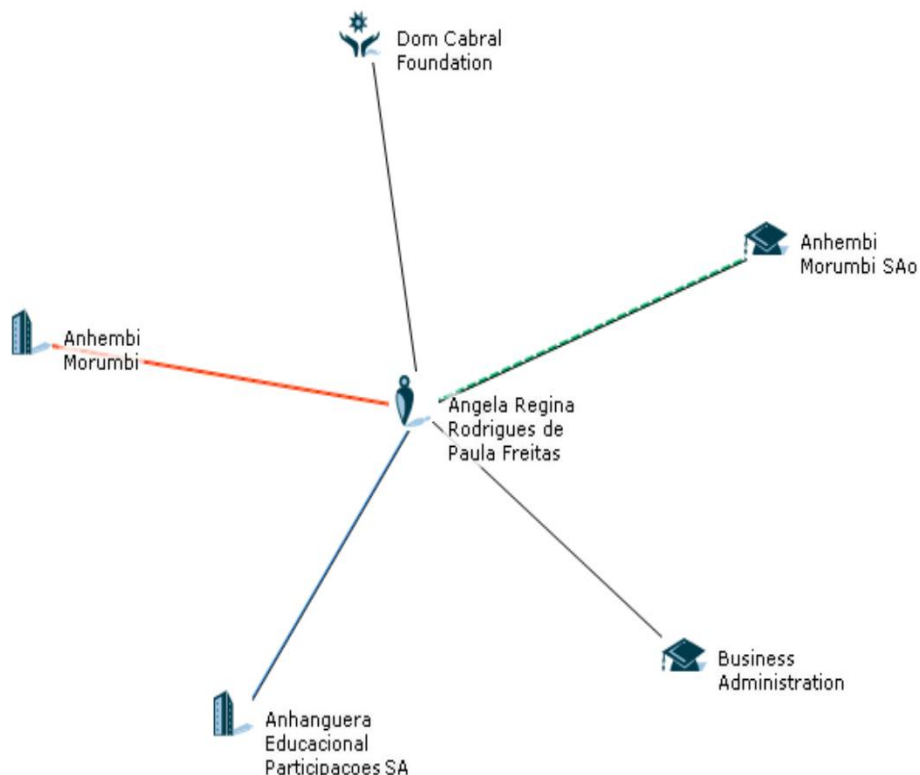 Dom Cabral
Foundation
Anhembi
Morumbi SAo
Anhembi
Morumbi
Angela Regina
Rodrigues de
Paula Freitas
Business
Administration
Anhanguera
Educacional
Participacoes SA